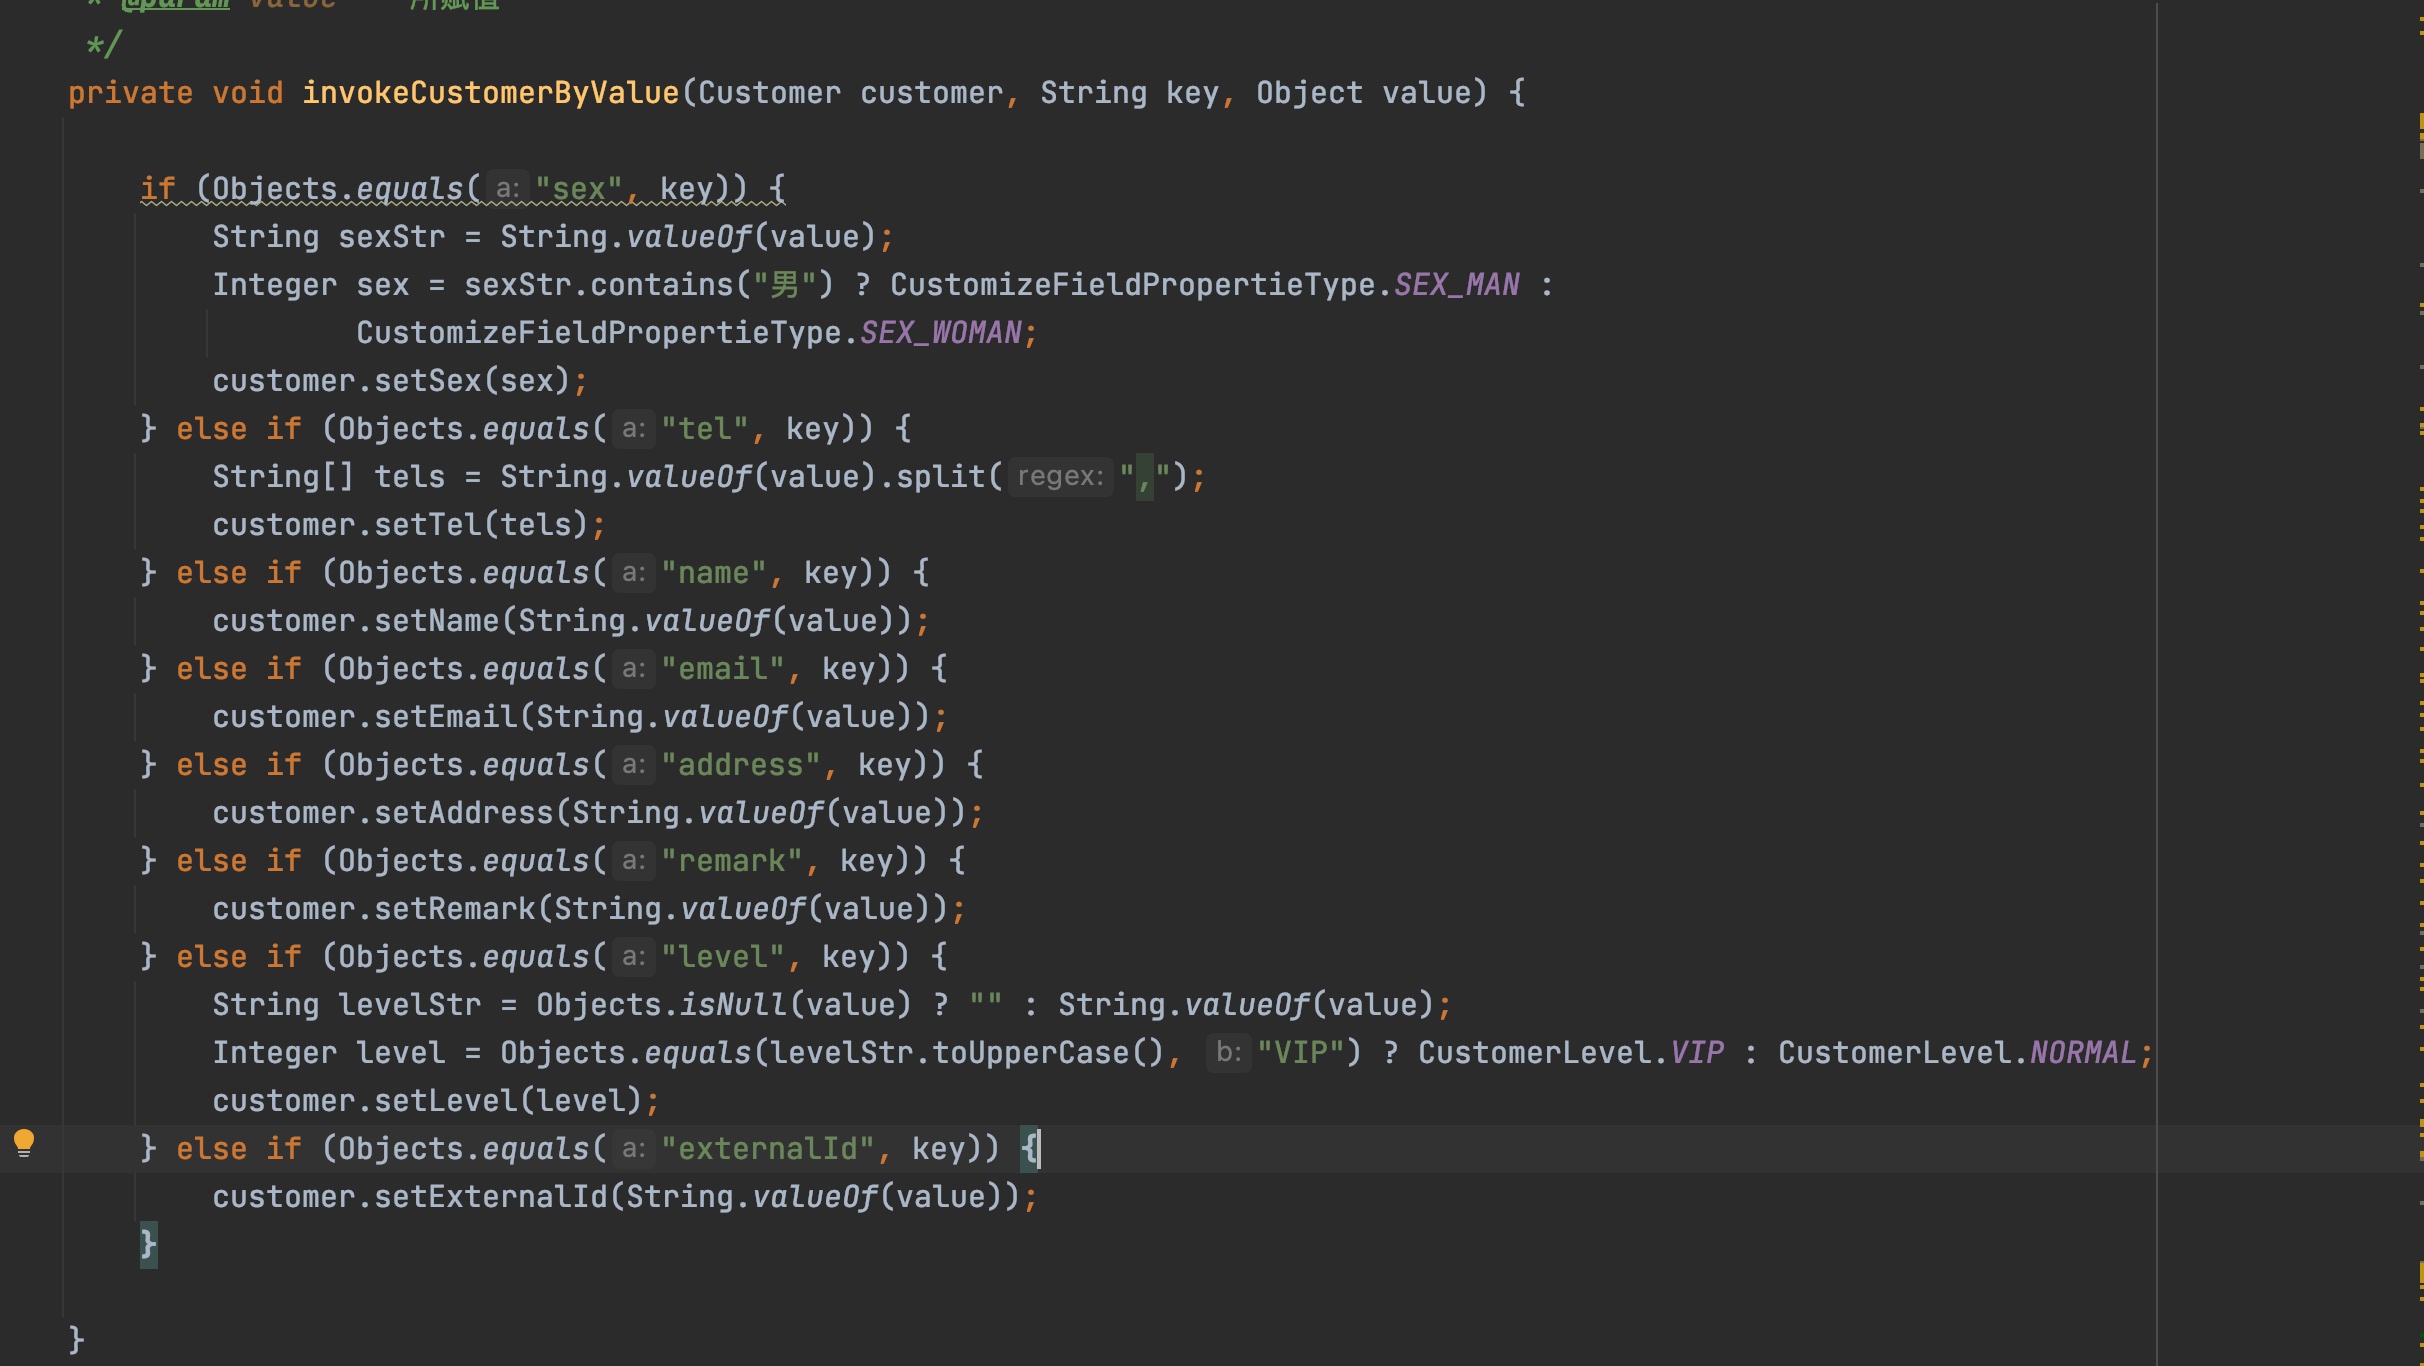 * @param value 所赋值
*/
private void invokeCustomerByValue(Customer customer, String key, Object value) {
if (Objects.equals( a: "sex", key)) {
String sexStr = String.valueOf(value);
Integer sex = sexStr.contains("男") ? CustomizeFieldPropertieType.SEX_MAN :
CustomizeFieldPropertieType.SEX_WOMAN;
customer.setSex(sex);
} else if (Objects.equals( a: "tel", key)) {
String[] tels = String.valueOf(value).split( regex: ",");
customer.setTel(tels);
} else if (Objects.equals( a: "name", key)) {
customer.setName(String.valueOf(value));
} else if (Objects.equals( a: "email", key)) {
customer.setEmail(String.valueOf(value));
} else if (Objects.equals( a: "address", key)) {
customer.setAddress(String.valueOf(value));
} else if (Objects.equals( a: "remark", key)) {
customer.setRemark(String.valueOf(value));
} else if (Objects.equals( a: "level", key)) {
String levelStr = Objects.isNull(value) ? "" : String.valueOf(value);
Integer level = Objects.equals(levelStr.toUpperCase(), b: "VIP") ? CustomerLevel.VIP : CustomerLevel.NORMAL;
customer.setLevel(level);
} else if (Objects.equals( a: "externalId", key)) {
customer.setExternalId(String.valueOf(value));
}
}